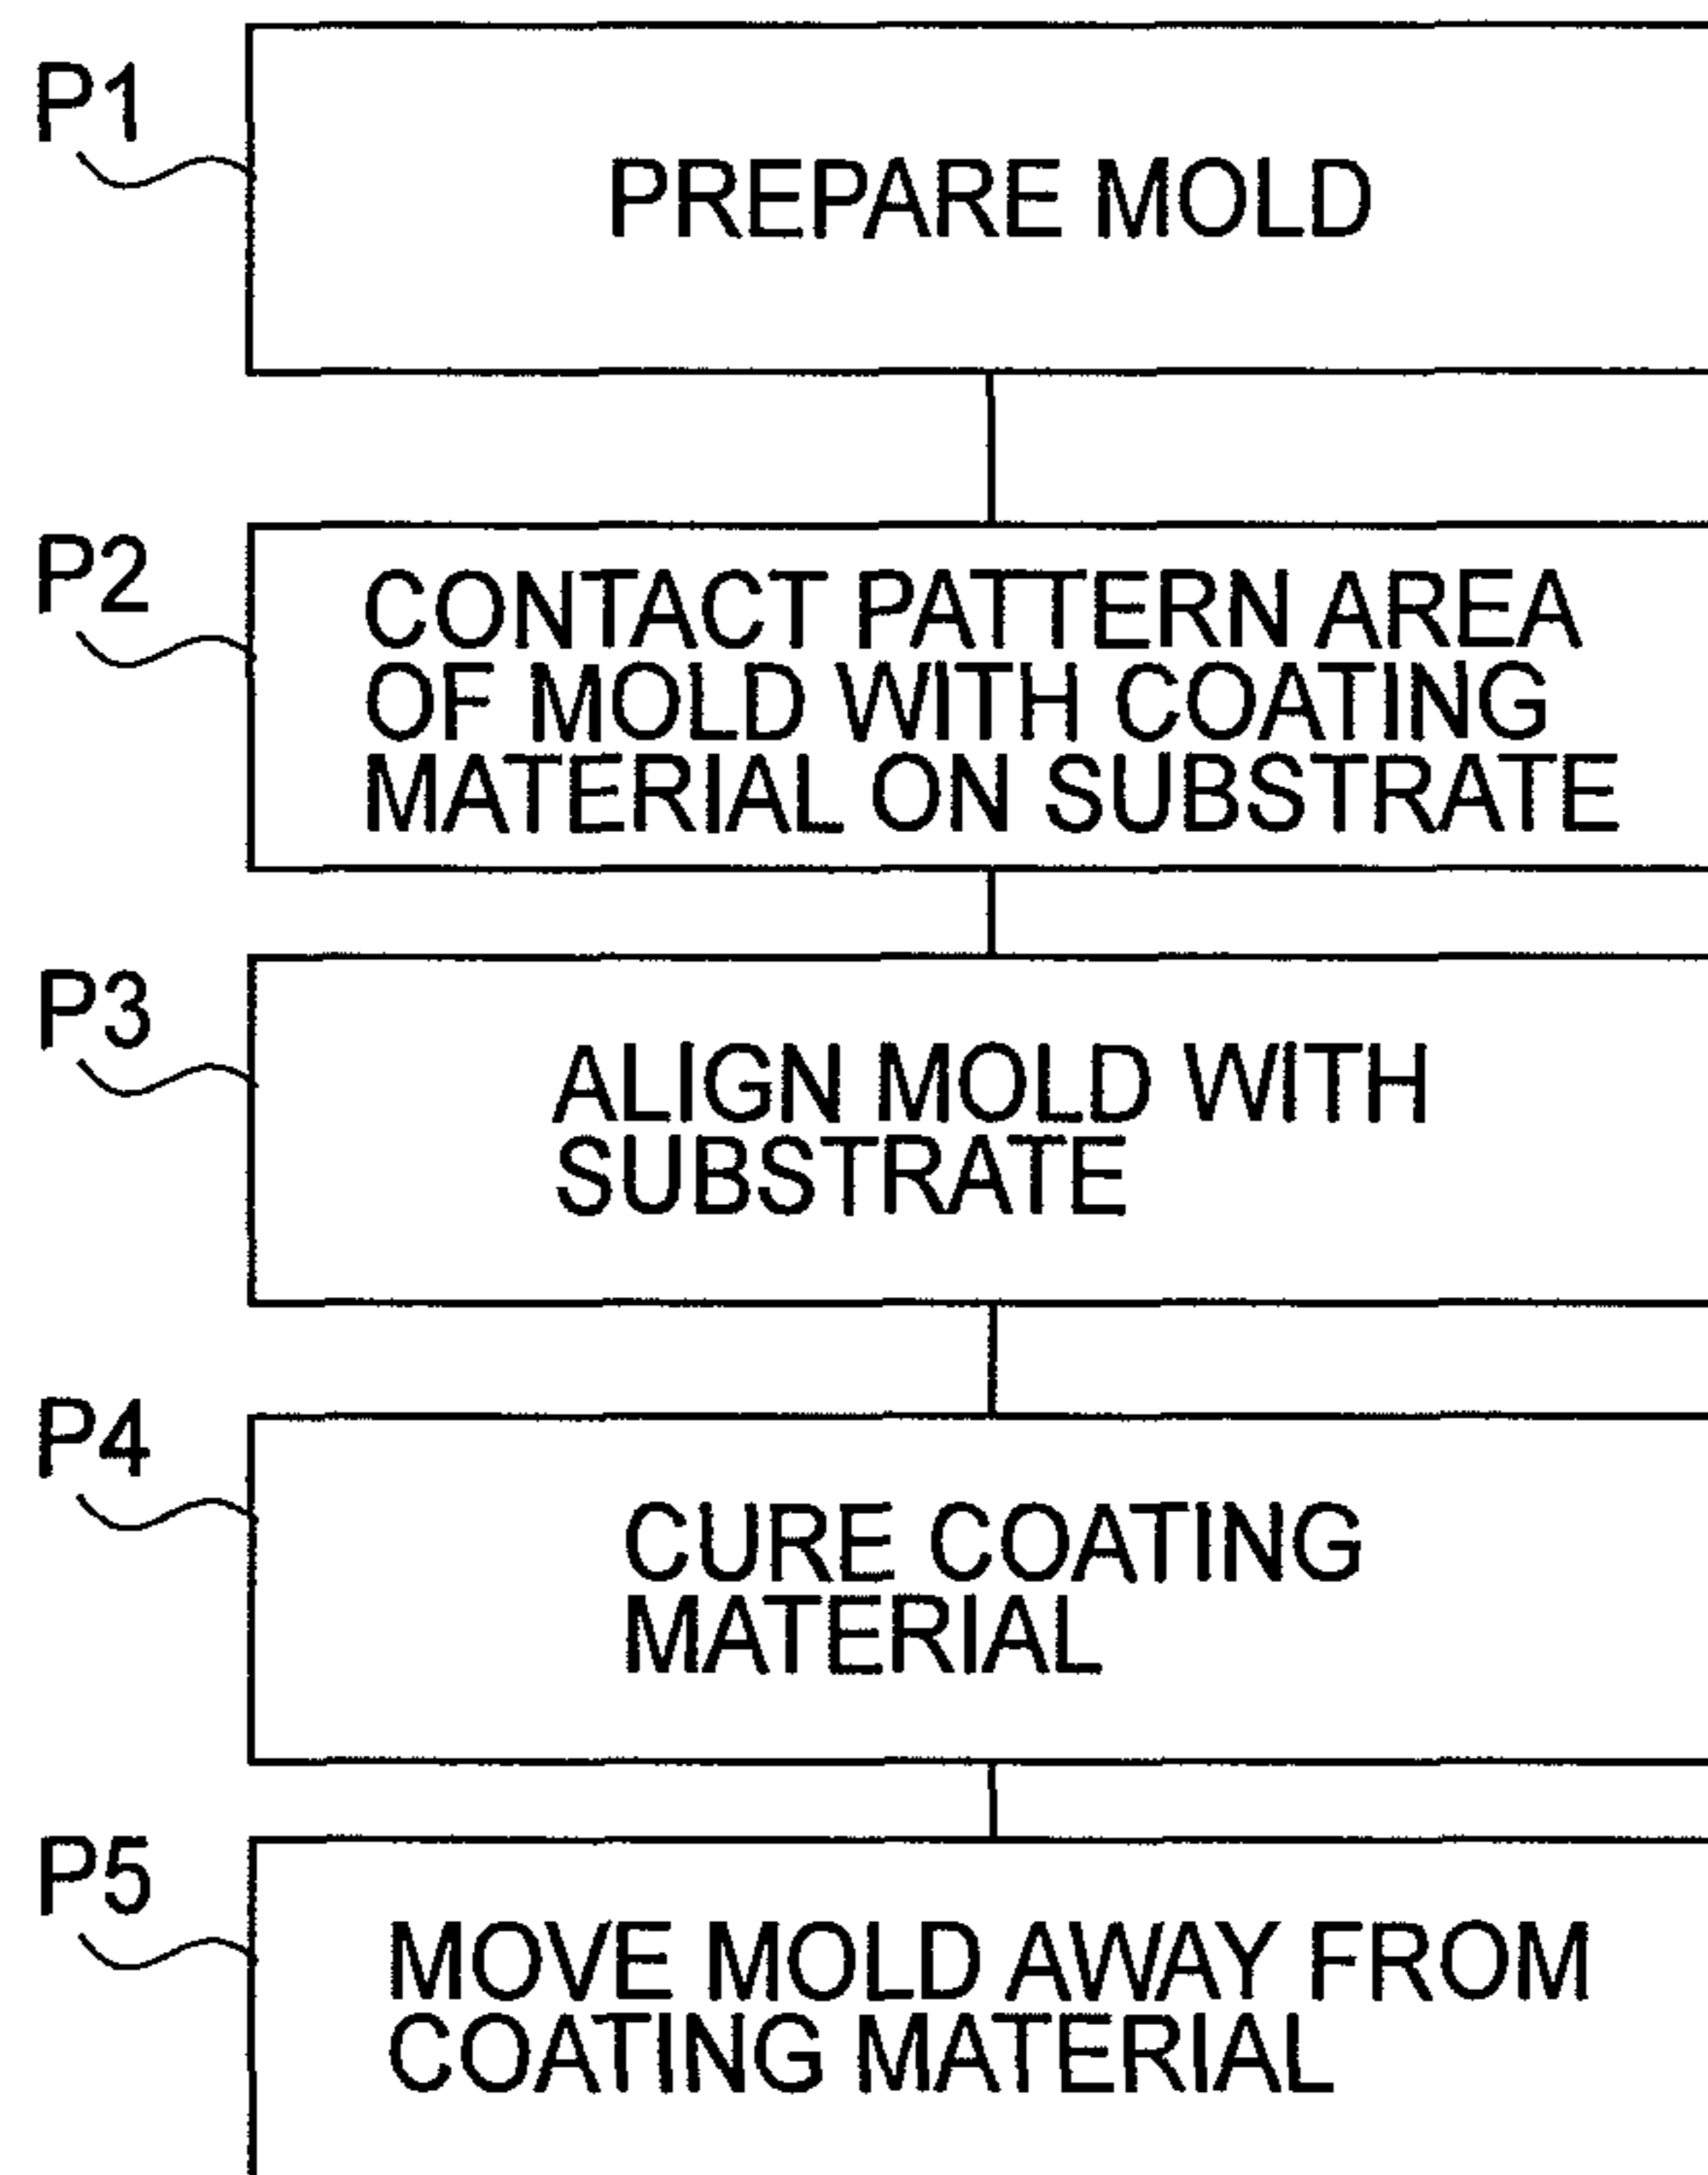 P1
PREPARE MOLD
P2
CONTACT PATTERN AREA
OF MOLD WITH COATING
MATERIAL ON SUBSTRATE
P3
ALIGN MOLD WITH
SUBSTRATE
P4
CURE COATING
MATERIAL
P5
MOVE MOLD AWAY FROM
COATING MATERIAL